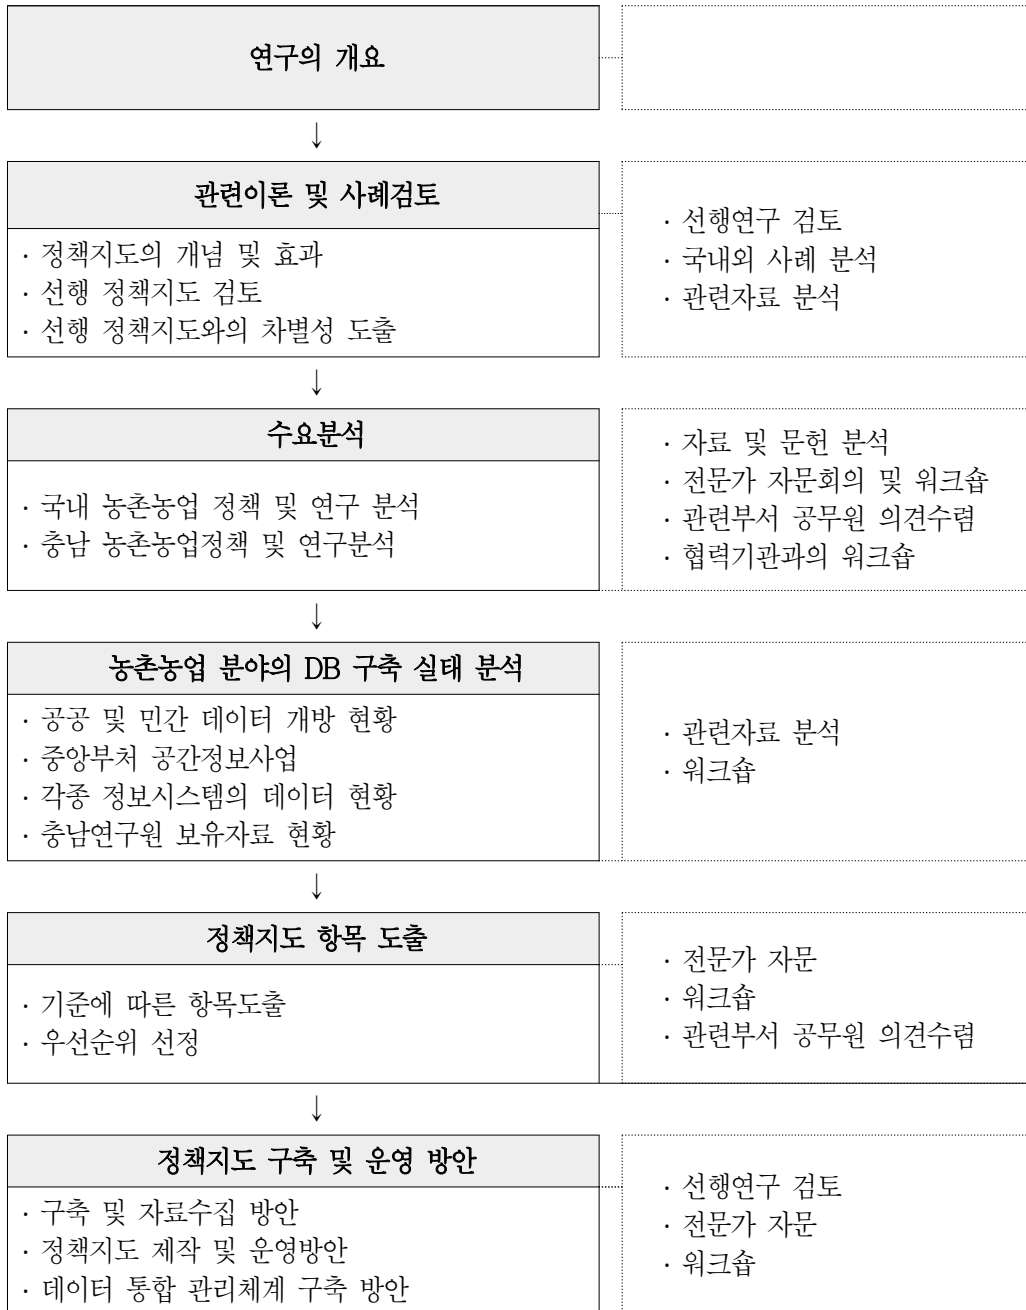 연구의 개요
↓
관련이론 및 사례검토
· 정책지도의 개념 및 효과
· 선행 정책지도 검토
· 선행 정책지도와의 차별성 도출
· 선행연구 검토
· 국내외 사례 분석
· 관련자료 분석
↓
수요분석
· 국내 농촌농업 정책 및 연구 분석
· 충남 농촌농업정책 및 연구분석
· 자료 및 문헌 분석
· 전문가 자문회의 및 워크숍
· 관련부서 공무원 의견수렴
· 협력기관과의 워크숍
↓
농촌농업 분야의 DB 구축 실태 분석
· 공공 및 민간 데이터 개방 현황
· 중앙부처 공간정보사업
· 각종 정보시스템의 데이터 현황
· 충남연구원 보유자료 현황
· 관련자료 분석
· 워크숍
↓
정책지도 항목 도출
· 기준에 따른 항목도출
· 우선순위 선정
· 전문가 자문
· 워크숍
· 관련부서 공무원 의견수렴
↓
정책지도 구축 및 운영 방안
· 구축 및 자료수집 방안
· 정책지도 제작 및 운영방안
· 데이터 통합 관리체계 구축 방안
· 선행연구 검토
· 전문가 자문
· 워크숍